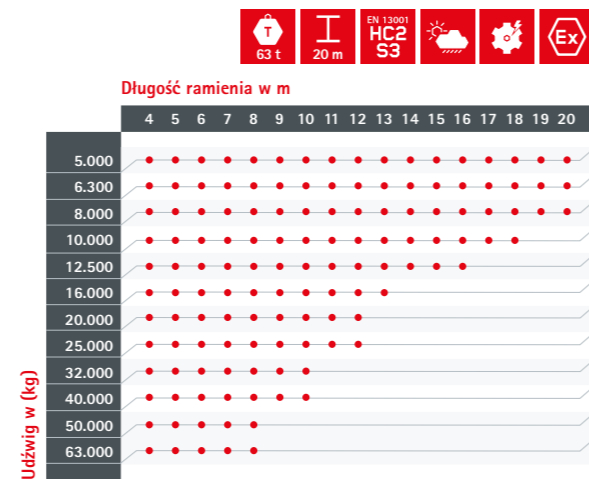 T
63 t
20 m
EN 13001
HC2
S3
Ex
Długość ramienia w m
4 5 6 7 8 9 10 11 12 13 14 15 16 17 18 19 20
5.000
6.300
8.000
10.000
12.500
16.000
20.000
25.000
32.000
40.000
50.000
63.000
Udźwig w (kg)